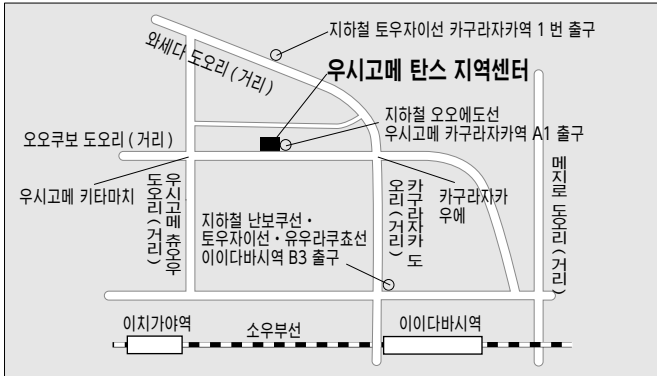 지하철 토우자이선 카구라자카역 1 번 출구
와세다 도오리 ( 거리 )
우시고메 탄스 지역센터
지하철 오오에도선
우시고메 카구라자카역 A1 출구
오오쿠보 도오리 ( 거리 )
우시고메 키타마치
우시고메 츄오우
도오리 ( 거리 )
카구라자카 도
오리 ( 거리 )
카구라자카
우에
메지로 도오리 ( 거리 )
지하철 난보쿠선・
토우자이선・유우라쿠쵸선
이이다바시역 B3 출구
이치가야역
소우부선
이이다바시역